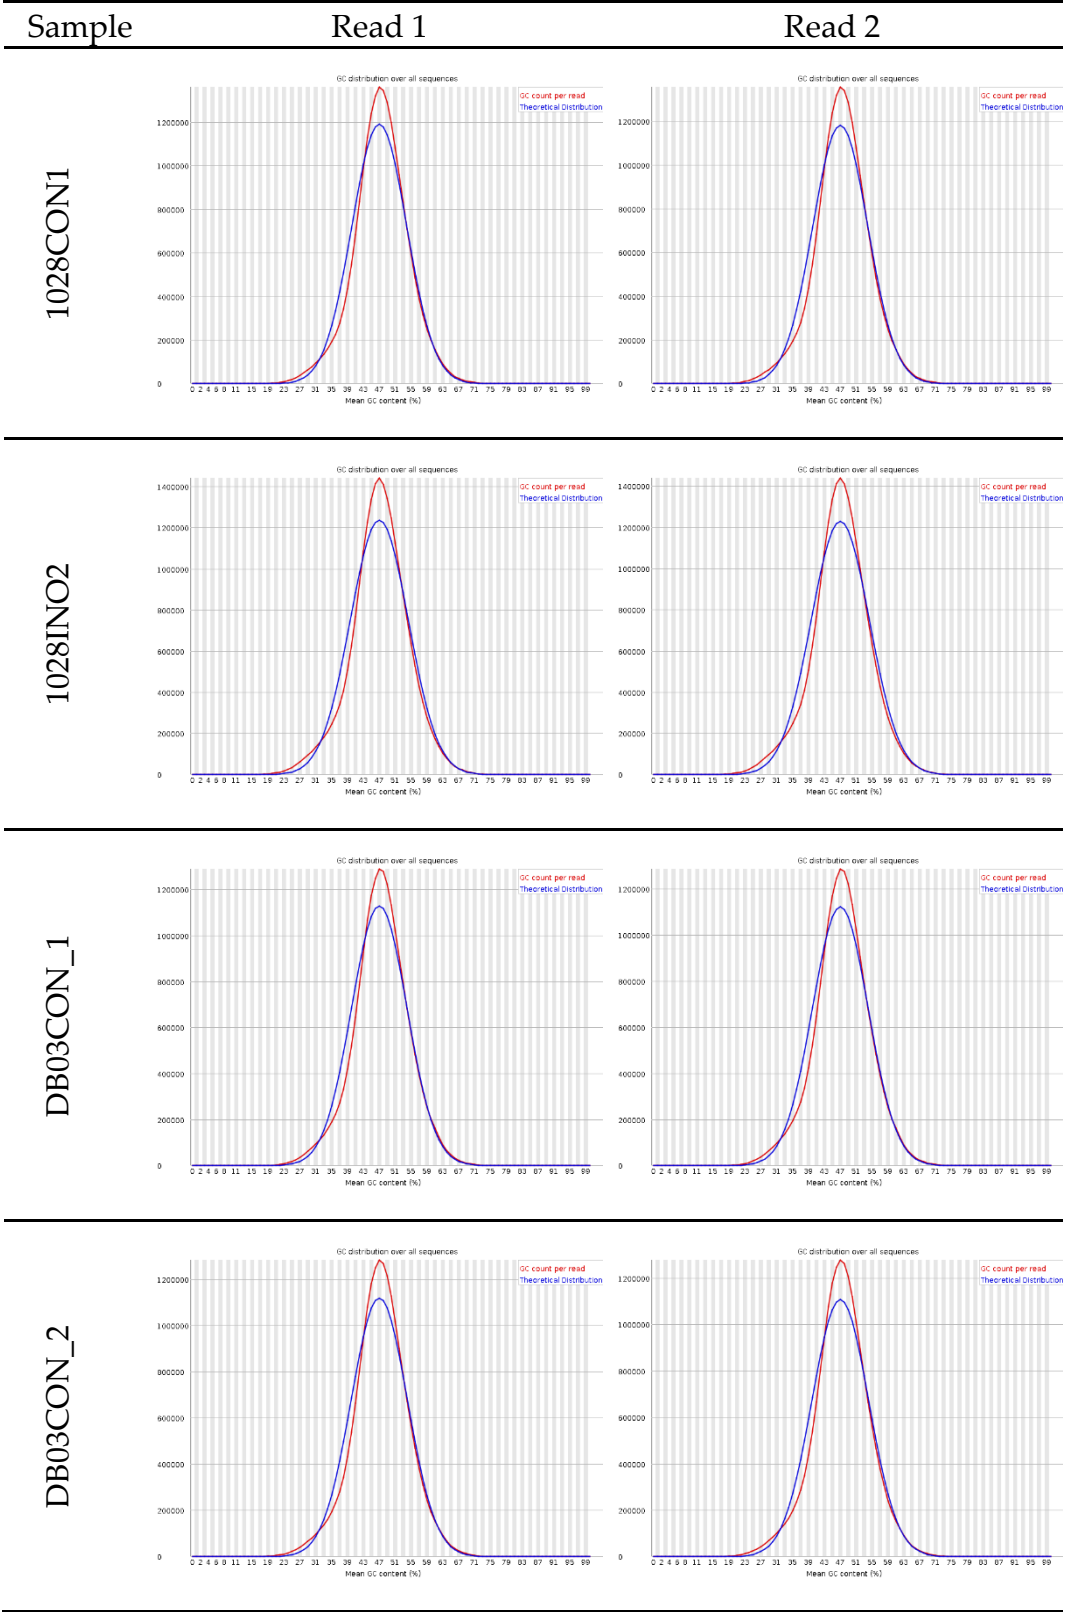 Sample Read 1 Read 2
1028CON1
GC distribution over all sequences
GC count per read
Theoretical Distribution
1200000
1000000
800000
600000
400000
200000
0
0 2 4 6 8 11 15 19 23 27 31 35 39 43 47 51 55 59 63 67 71 75 79 83 87 91 95 99
Mean GC content (%)
GC distribution over all sequences
GC count per read
Theoretical Distribution
1200000
1000000
800000
600000
400000
200000
0
0 2 4 6 8 11 15 19 23 27 31 35 39 43 47 51 55 59 63 67 71 75 79 83 87 91 95 99
Mean GC content (%)
1028INO2
GC distribution over all sequences
GC count per read
Theoretical Distribution
1400000
1200000
1000000
800000
600000
400000
200000
0
0 2 4 6 8 11 15 19 23 27 31 35 39 43 47 51 55 59 63 67 71 75 79 83 87 91 95 99
Mean GC content (%)
GC distribution over all sequences
GC count per read
Theoretical Distribution
1400000
1200000
1000000
800000
600000
400000
200000
0
0 2 4 6 8 11 15 19 23 27 31 35 39 43 47 51 55 59 63 67 71 75 79 83 87 91 95 99
Mean GC content (%)
DB03CON_1
GC distribution over all sequences
GC count per read
Theoretical Distribution
1200000
1000000
800000
600000
400000
200000
0
0 2 4 6 8 11 15 19 23 27 31 35 39 43 47 51 55 59 63 67 71 75 79 83 87 91 95 99
Mean GC content (%)
GC distribution over all sequences
GC count per read
Theoretical Distribution
1200000
1000000
800000
600000
400000
200000
0
0 2 4 6 8 11 15 19 23 27 31 35 39 43 47 51 55 59 63 67 71 75 79 83 87 91 95 99
Mean GC content (%)
DB03CON_2
GC distribution over all sequences
GC count per read
Theoretical Distribution
1200000
1000000
800000
600000
400000
200000
0
0 2 4 6 8 11 15 19 23 27 31 35 39 43 47 51 55 59 63 67 71 75 79 83 87 91 95 99
Mean GC content (%)
GC distribution over all sequences
GC count per read
Theoretical Distribution
1200000
1000000
800000
600000
400000
200000
0
0 2 4 6 8 11 15 19 23 27 31 35 39 43 47 51 55 59 63 67 71 75 79 83 87 91 95 99
Mean GC content (%)